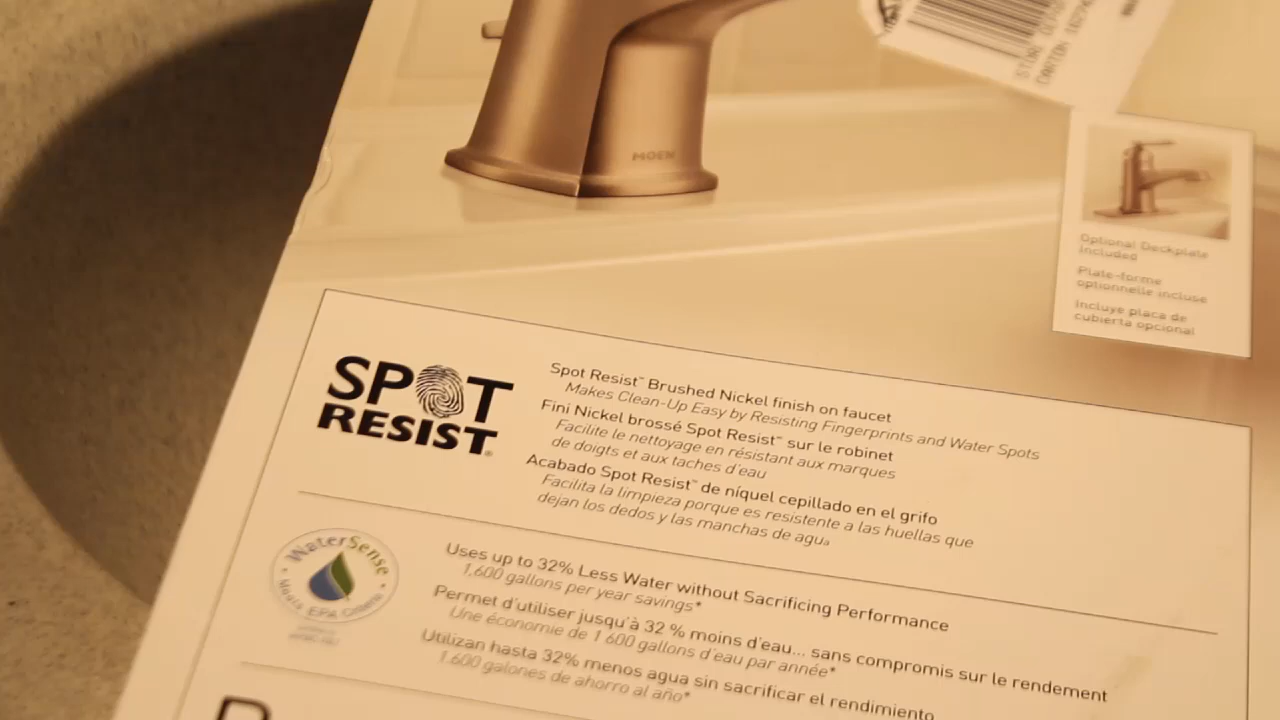 MOEN
Optional Deckplate
Included
Plate-forme
optionnelle incluse
Incluye placa de
cubierta opcional
SPOT
RESIST®
Spot Resist™ Brushed Nickel finish on faucet
Makes Clean-Up Easy by Resisting Fingerprints and Water Spots
Fini Nickel brossé Spot Resist™ sur le robinet
Facilite le nettoyage en résistant aux marques
de doigts et aux taches d'eau
Acabado Spot Resist™ de níquel cepillado en el grifo
Facilita la limpieza porque es resistente a las huellas que
dejan los dedos y las manchas de agua
WaterSense
Meets EPA Criteria
Uses up to 32% Less Water without Sacrificing Performance
1,600 gallons per year savings*
Permet d'utiliser jusqu'à 32 % moins d'eau... sans compromis sur le rendement
Une économie de 1 600 gallons d'eau par année*
Utilizan hasta 32% menos agua sin sacrificar el rendimiento
1.600 galones de ahorro al año*